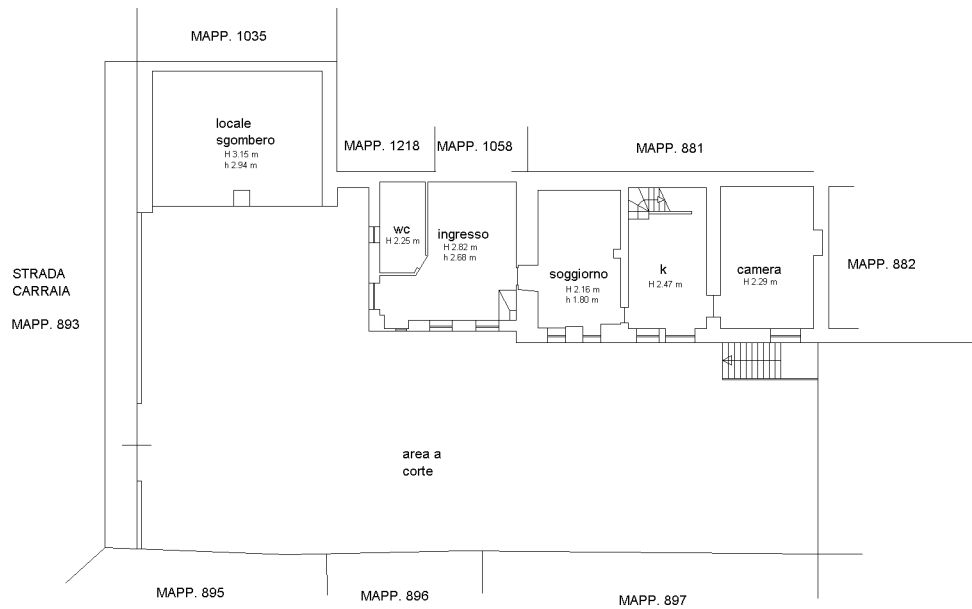 MAPP. 1035
locale
sgombero
H 3.15 m
h 2.94 m
MAPP. 1218
MAPP. 1058
MAPP. 881
wc
H 2.25 m
ingresso
H 2.82 m
h 2.68 m
soggiorno
H 2.16 m
h 1.80 m
k
H 2.47 m
camera
H 2.29 m
MAPP. 882
STRADA
CARRAIA
MAPP. 893
area a
corte
MAPP. 895
MAPP. 896
MAPP. 897